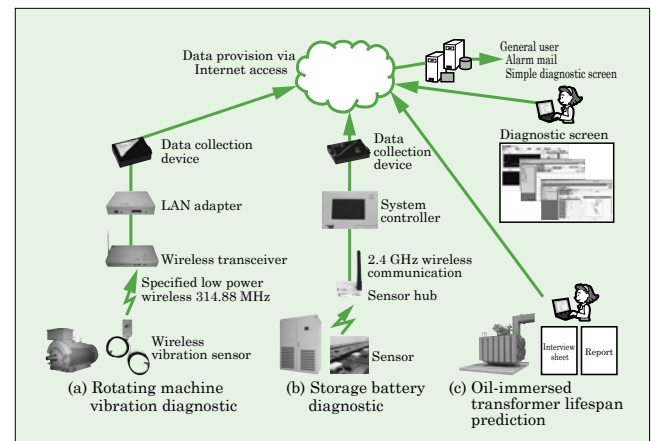 Data provision via
Internet access
General user
Alarm mail
Simple diagnostic screen
Diagnostic screen
Data collection
device
LAN adapter
Wireless transceiver
Specified low power
wireless 314.88 MHz
Wireless
vibration sensor
(a) Rotating machine
vibration diagnostic
Data
collection
device
System
controller
2.4 GHz wireless
communication
Sensor hub
Sensor
(b) Storage battery
diagnostic
Interview
sheet
Report
(c) Oil-immersed
transformer lifespan
prediction